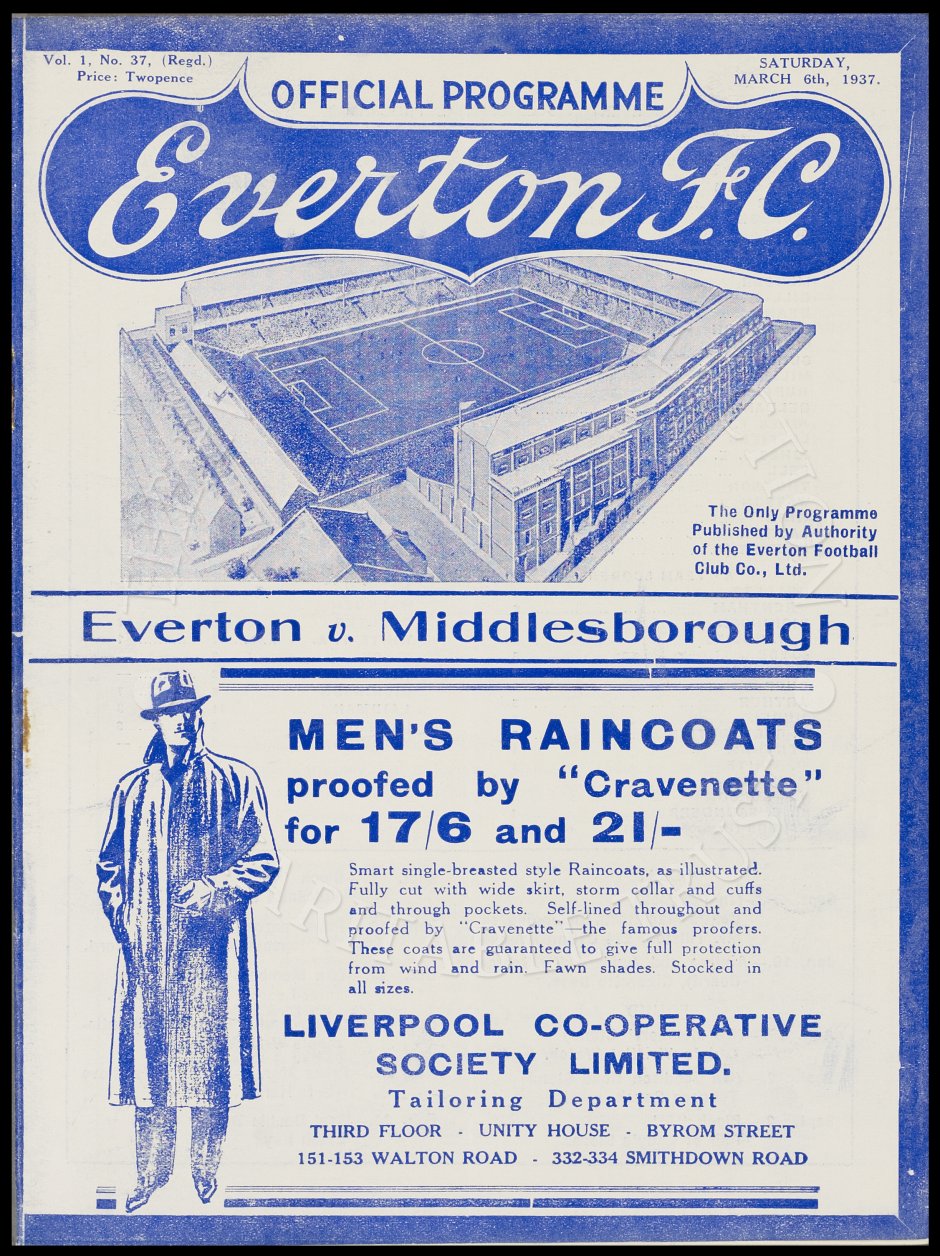 Vol. 1, No. 37, (Regd.)
Price: Twopence
SATURDAY,
MARCH 6th, 1937.
OFFICIAL PROGRAMME
Everton F.C.
The Only Programme
Published by Authority
of the Everton Football
Club Co., Ltd.
Everton v. Middlesborough
MEN'S RAINCOATS
proofed by "Cravenette"
for 17/6 and 21/-
Smart single-breasted style Raincoats, as illustrated.
Fully cut with wide skirt, storm collar and cuffs
and through pockets. Self-lined throughout and
proofed by "Cravenette"—the famous proofers.
These coats are guaranteed to give full protection
from wind and rain. Fawn shades. Stocked in
all sizes.
LIVERPOOL CO-OPERATIVE
SOCIETY LIMITED.
Tailoring Department
THIRD FLOOR - UNITY HOUSE - BYROM STREET
151-153 WALTON ROAD - 332-334 SMITHDOWN ROAD